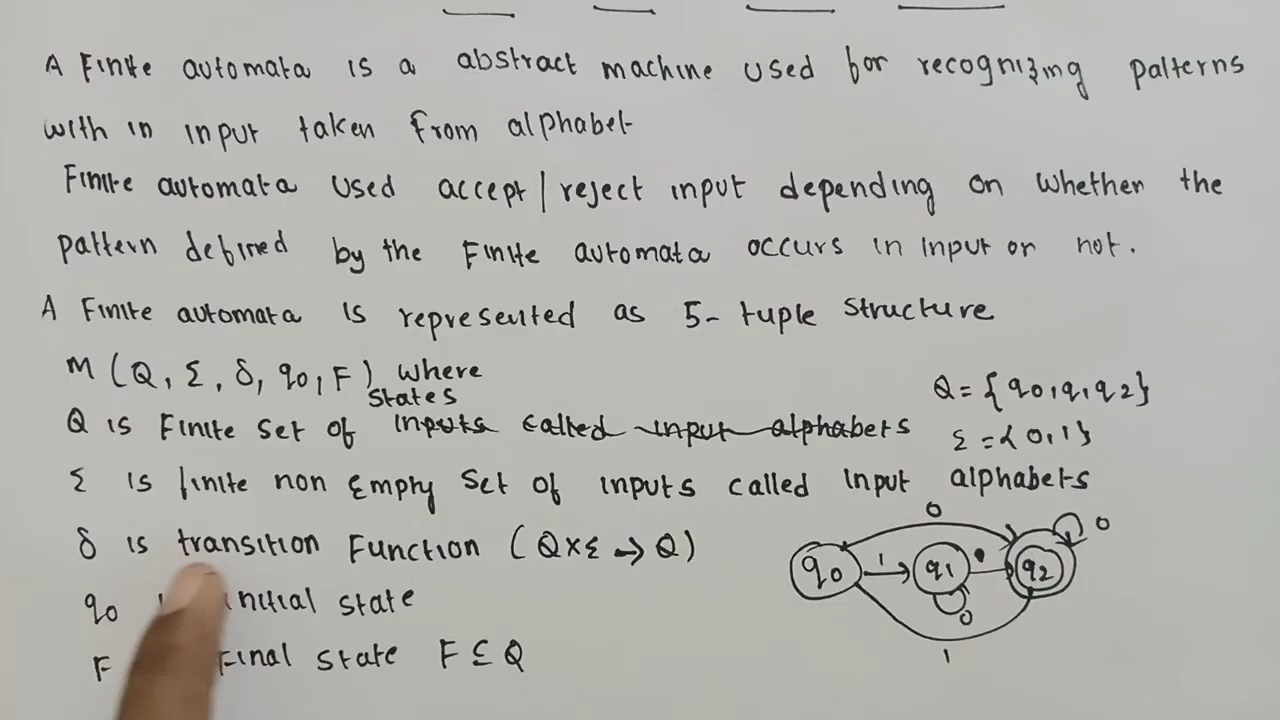 A Finite automata is a abstract machine used for recognizing patterns
with in input taken from alphabet
Finite automata used accept | reject input depending on whether the
pattern defined by the Finite automata occurs in input or not.
A Finite automata is represented as 5- tuple structure
M (Q, Σ, δ, q0, F) where
states
Q is Finite set of inputs called input alphabets
Q = {q0, q1, q2}
Σ = {0, 1}
Σ is finite non Empty set of inputs called input alphabets
δ is transition Function (Q×Σ → Q)
q0 initial state
F Final state F Σ Q
0
0
q0 1 q1 q2
0
1